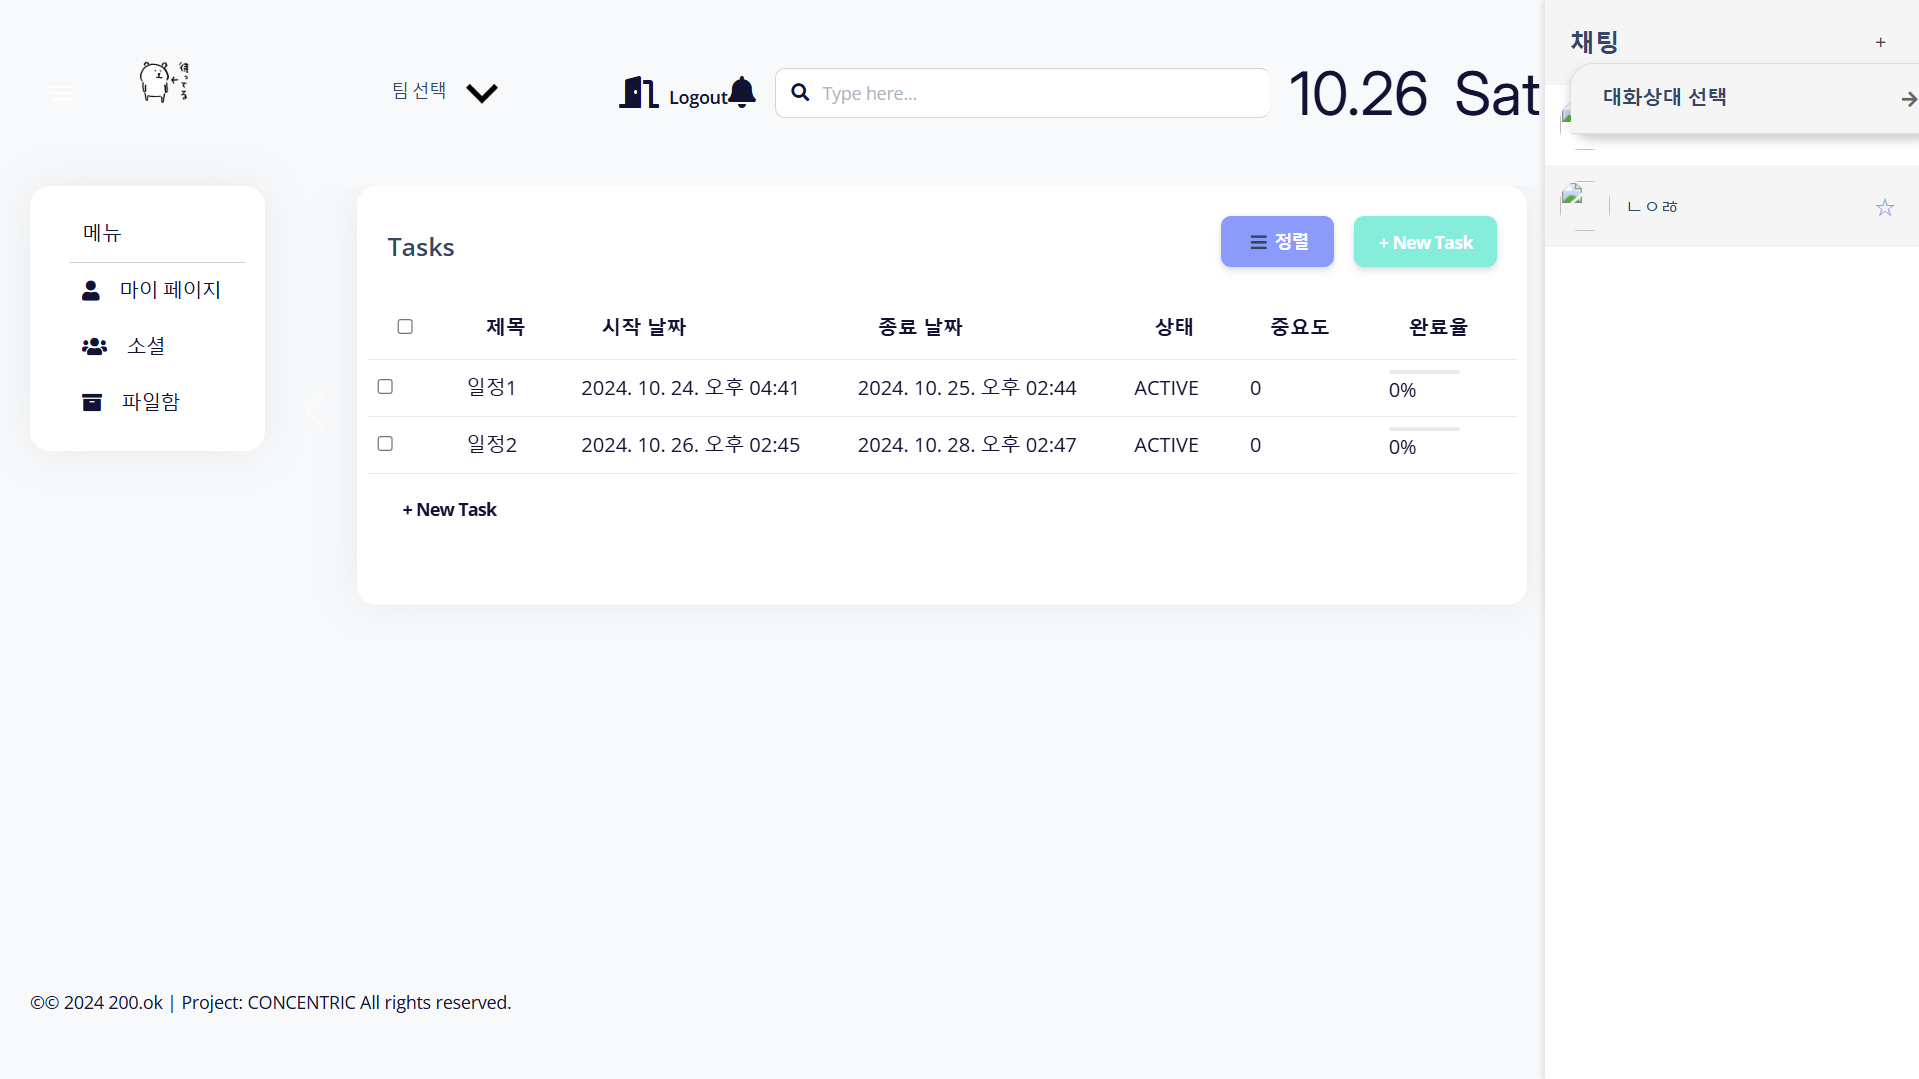 待ってる
팀 선택
Logout
Type here...
10.26 Sat
채팅
+
대화상대 선택
ㄴㅇㄶ
메뉴
마이 페이지
소셜
파일함
Tasks
정렬
+ New Task
제목 시작 날짜 종료 날짜 상태 중요도 완료율
일정1 2024. 10. 24. 오후 04:41 2024. 10. 25. 오후 02:44 ACTIVE 0 0%
일정2 2024. 10. 26. 오후 02:45 2024. 10. 28. 오후 02:47 ACTIVE 0 0%
+ New Task
©© 2024 200.ok | Project: CONCENTRIC All rights reserved.